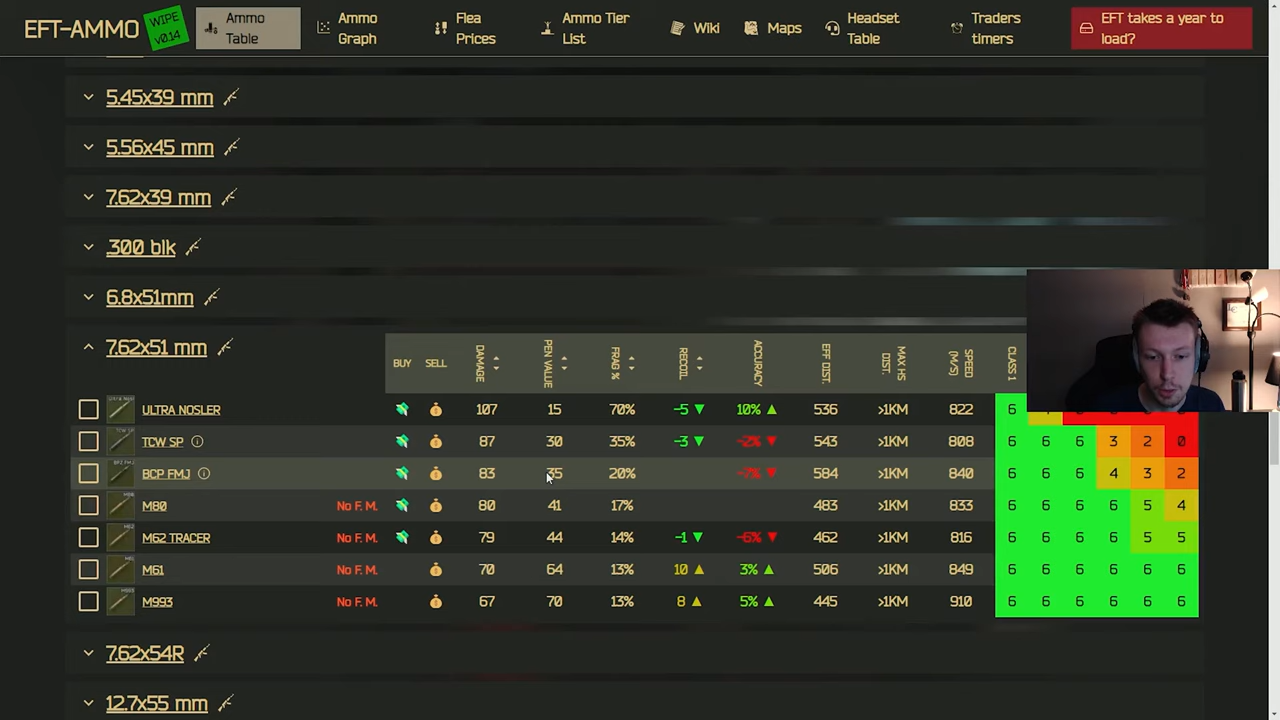 EFT-AMMO WIPE v0.14 Ammo Table Ammo Graph Flea Prices Ammo Tier List Wiki Maps Headset Table Traders timers EFT takes a year to load?
5.45x39 mm
5.56x45 mm
7.62x39 mm
.300 blk
6.8x51mm
7.62x51 mm BUY SELL DAMAGE PEN VALUE FRAG % RECOIL ACCURACY EFF DIST. MAX HS DIST. SPEED (M/S) CLASS 1
ULTRA NOSLER 107 15 70% -5 10% 536 >1KM 822 6
TCW SP 87 30 35% -3 -2% 543 >1KM 808 6 6 6 3 2 0
BCP FMJ 83 35 20% -7% 584 >1KM 840 6 6 6 4 3 2
M80 No F. M. 80 41 17% 483 >1KM 833 6 6 6 6 5 4
M62 TRACER No F. M. 79 44 14% -1 -6% 462 >1KM 816 6 6 6 6 5 5
M61 No F. M. 70 64 13% 10 3% 506 >1KM 849 6 6 6 6 6 6
M993 No F. M. 67 70 13% 8 5% 445 >1KM 910 6 6 6 6 6 6
7.62x54R
12.7x55 mm